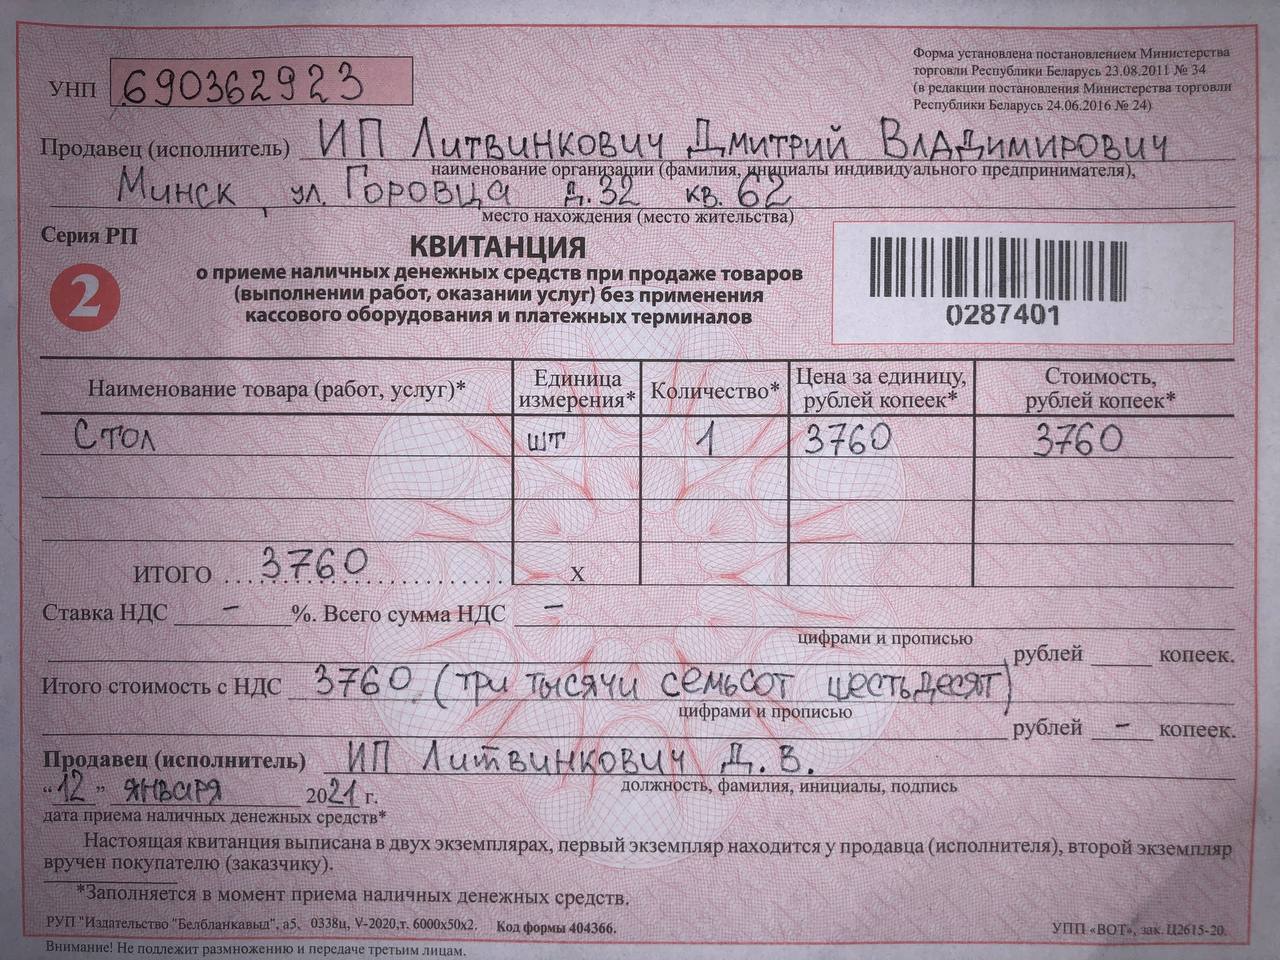 Форма установлена постановлением Министерства
торговли Республики Беларусь 23.08.2011 № 34
(в редакции постановления Министерства торговли
Республики Беларусь 24.06.2016 № 24)
УНП 690362923
Продавец (исполнитель) ИП Литвинкович Дмитрий Владимирович
наименование организации (фамилия, инициалы индивидуального предпринимателя),
Минск, ул. Горовца д. 32 кв. 62
место нахождения (место жительства)
Серия РП
2
КВИТАНЦИЯ
о приеме наличных денежных средств при продаже товаров
(выполнении работ, оказании услуг) без применения
кассового оборудования и платежных терминалов
0287401
Наименование товара (работ, услуг)* Единица измерения* Количество* Цена за единицу, рублей копеек* Стоимость, рублей копеек*
Стол шт 1 3760 3760
ИТОГО 3760 Х
Ставка НДС – %. Всего сумма НДС –
цифрами и прописью
рублей копеек.
Итого стоимость с НДС 3760 (три тысячи семьсот шестьдесят)
цифрами и прописью
рублей – копеек.
Продавец (исполнитель) ИП Литвинкович Д. В.
должность, фамилия, инициалы, подпись
“12” января 2021 г.
дата приема наличных денежных средств*
Настоящая квитанция выписана в двух экземплярах, первый экземпляр находится у продавца (исполнителя), второй экземпляр
вручен покупателю (заказчику).
*Заполняется в момент приема наличных денежных средств.
РУП "Издательство "Белбланкавыд", а5, 0338ц, V-2020,т. 6000х50х2. Код формы 404366.
УПП «ВОТ», зак. Ц2615-20.
Внимание! Не подлежит размножению и передаче третьим лицам.